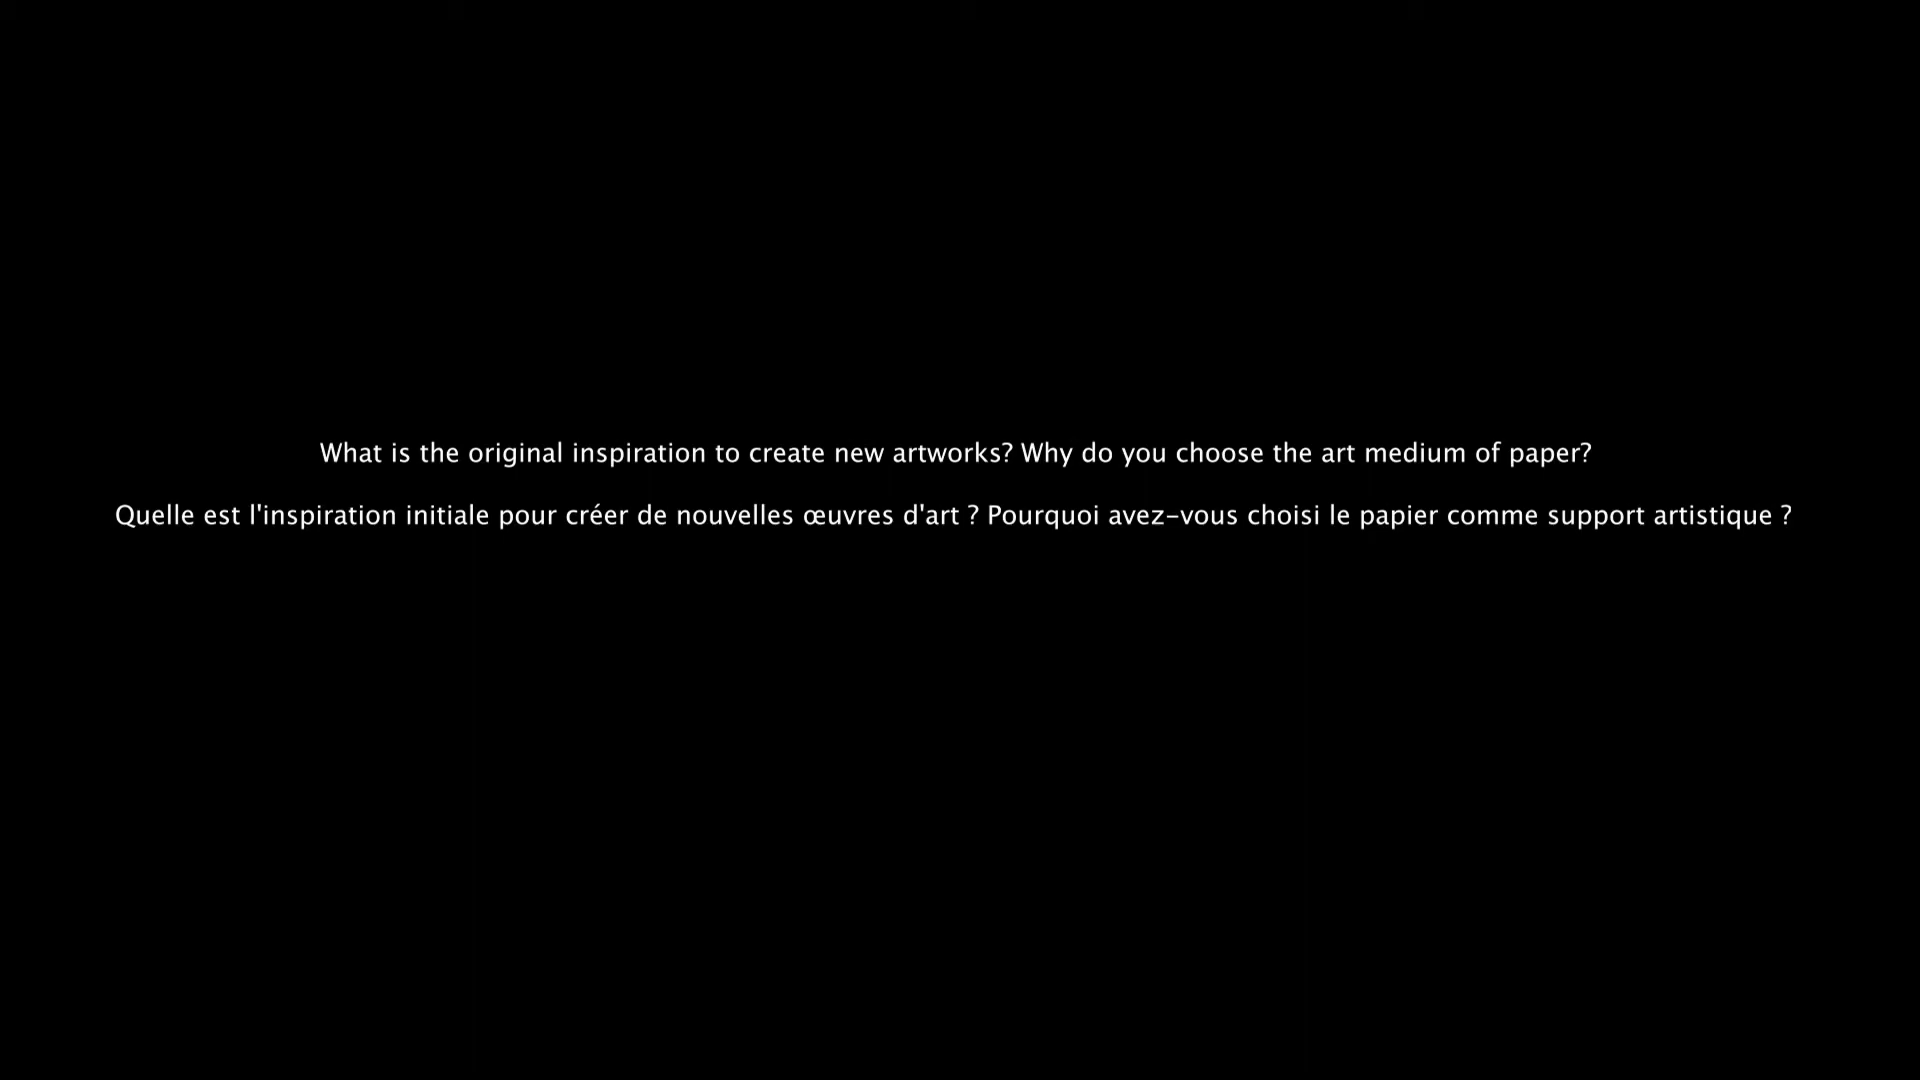 What is the original inspiration to create new artworks? Why do you choose the art medium of paper?
Quelle est l'inspiration initiale pour créer de nouvelles œuvres d'art ? Pourquoi avez-vous choisi le papier comme support artistique ?